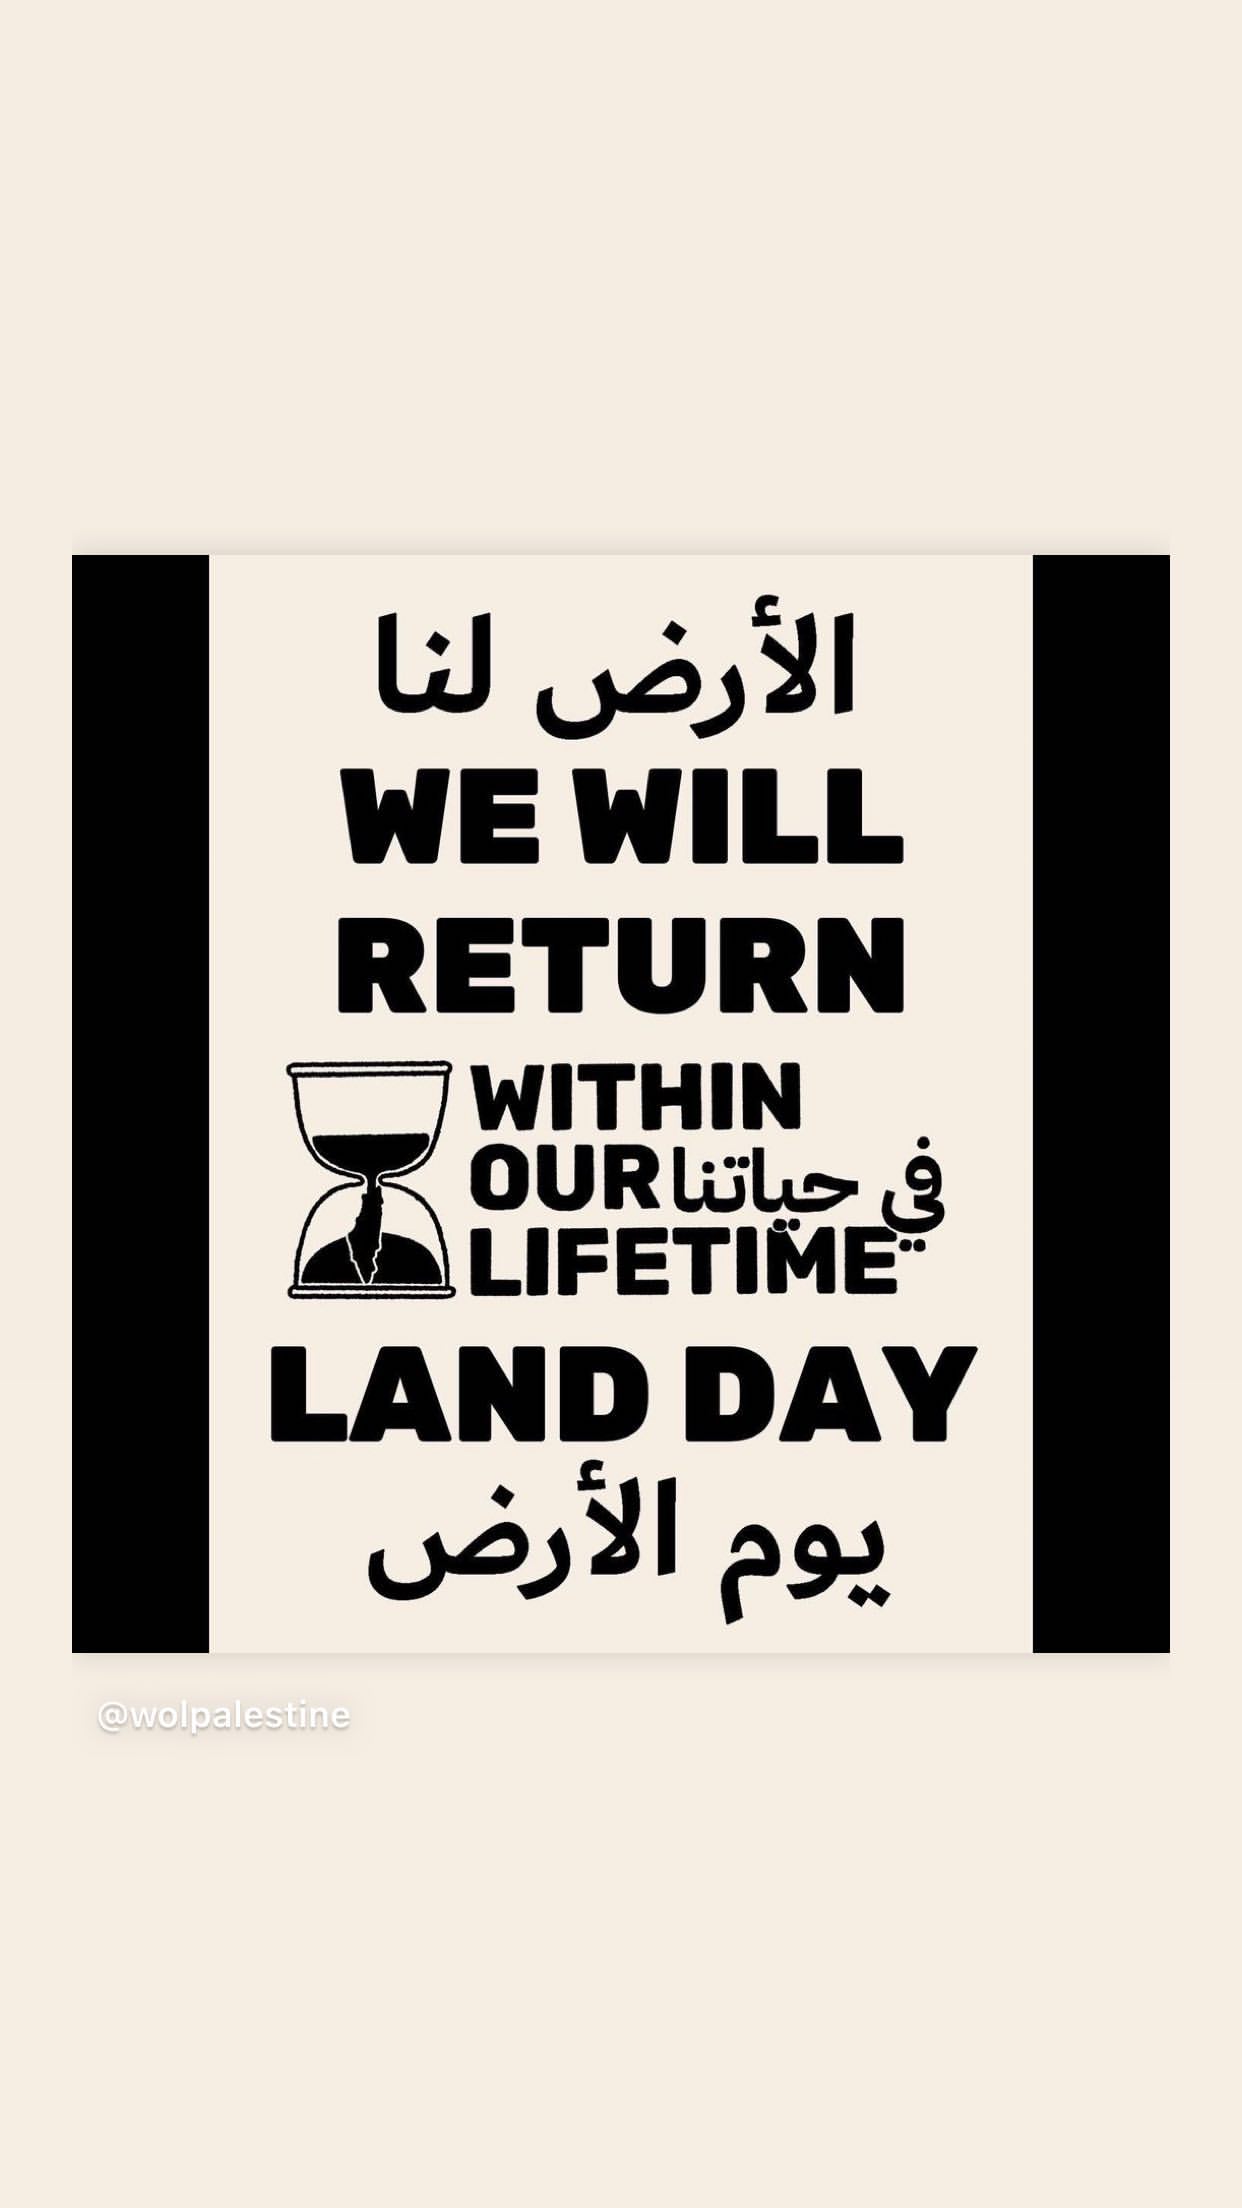 الأرض لنا
WE WILL
RETURN
WITHIN
OUR في حياتنا
LIFETIME
LAND DAY
يوم الأرض
@wolpalestine